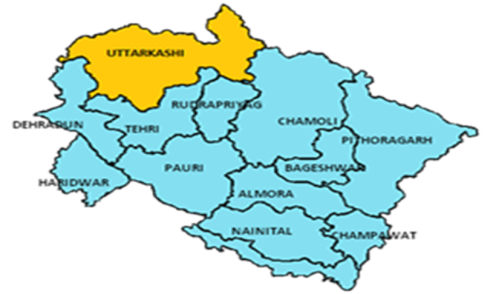 UTTARKASHI
RUDRAPRIYAG
DEHRADUN
TEHRI
CHAMOLI
PITHORAGARH
PAURI
BAGESHWAR
HARIDWAR
ALMORA
NAINITAL
CHAMPAWAT